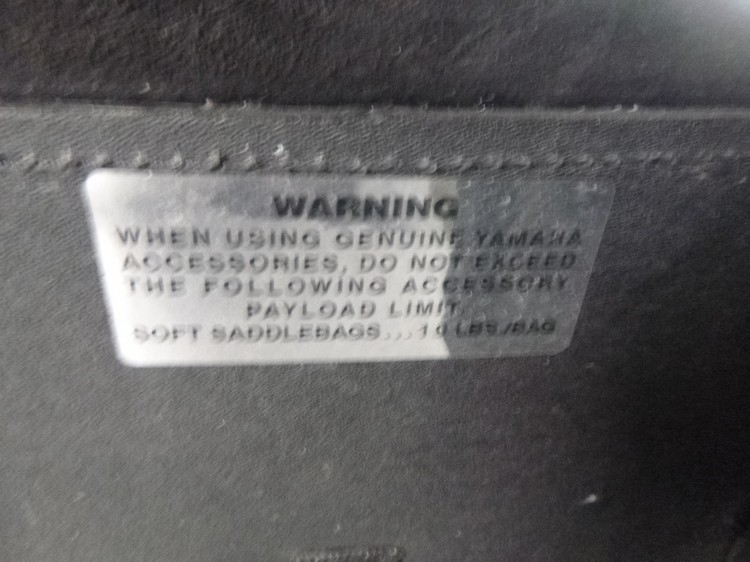 WARNING
WHEN USING GENUINE YAMAHA
ACCESSORIES, DO NOT EXCEED
THE FOLLOWING ACCESSORY
PAYLOAD LIMIT.
SOFT SADDLEBAGS...10 LBS/BAG